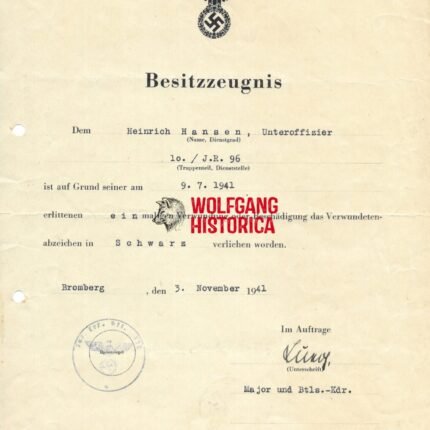 Besitzzeugnis
Dem Heinrich Hansen, Unteroffizier
(Name, Dienstgrad)
10. / J.R. 96
(Truppenteil, Dienststelle)
ist auf Grund seiner am 9. 7. 1941
erlittenen einmaligen Verwundung oder Beschädigung das Verwundeten-
WOLFGANG
HISTORICA
abzeichen in Schwarz verliehen worden.
Bromberg , den 3. November 1941
Im Auftrage
(Unterschrift)
Major und Btls.-Kdr.